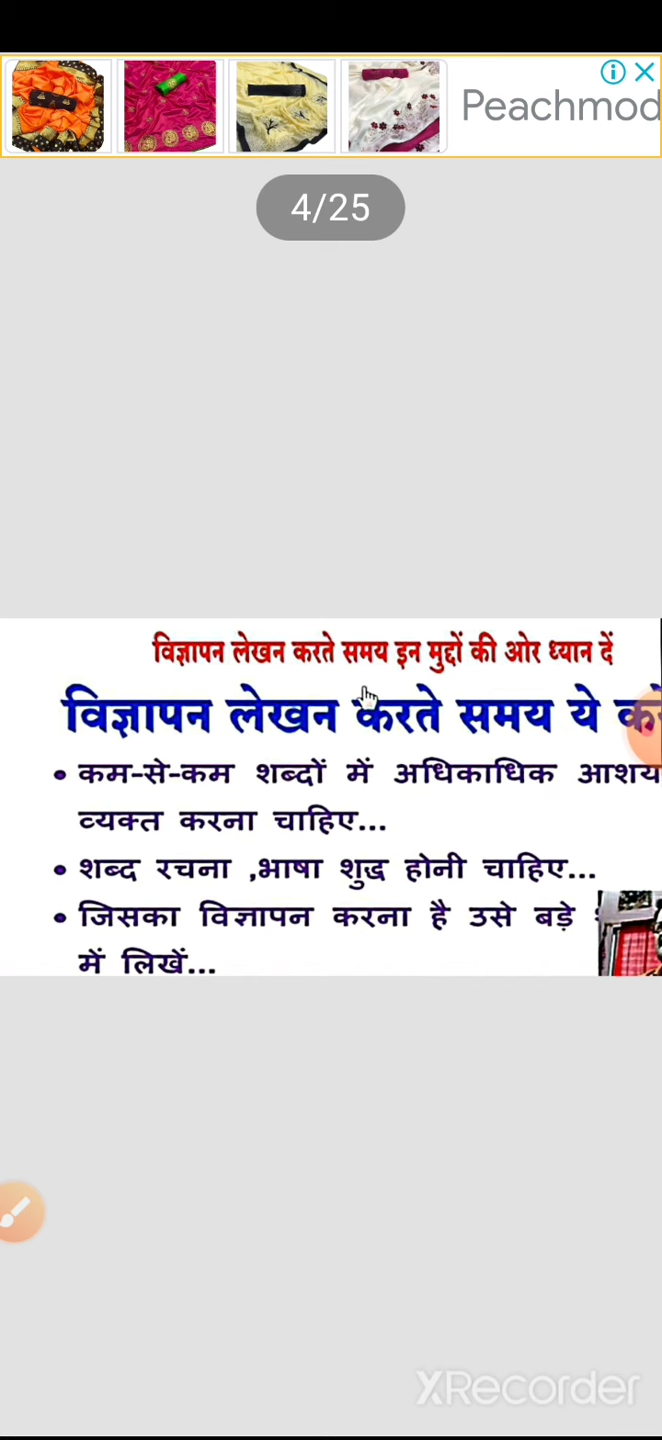 Peachmod
4/25
विज्ञापन लेखन करते समय इन मुद्दों की ओर ध्यान दें
विज्ञापन लेखन करते समय ये
• कम-से-कम शब्दों में अधिकाधिक आशय
व्यक्त करना चाहिए...
• शब्द रचना ,भाषा शुद्ध होनी चाहिए...
• जिसका विज्ञापन करना है उसे बड़े
में लिखें...
XRecorder